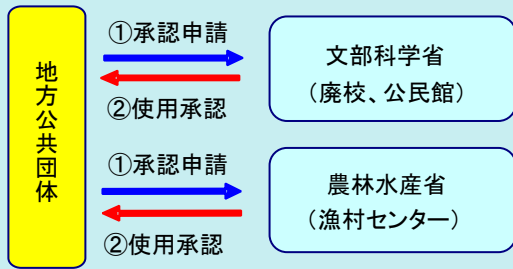 地方公共団体
①承認申請
②使用承認
文部科学省
（廃校、公民館）
①承認申請
②使用承認
農林水産省
（漁村センター）